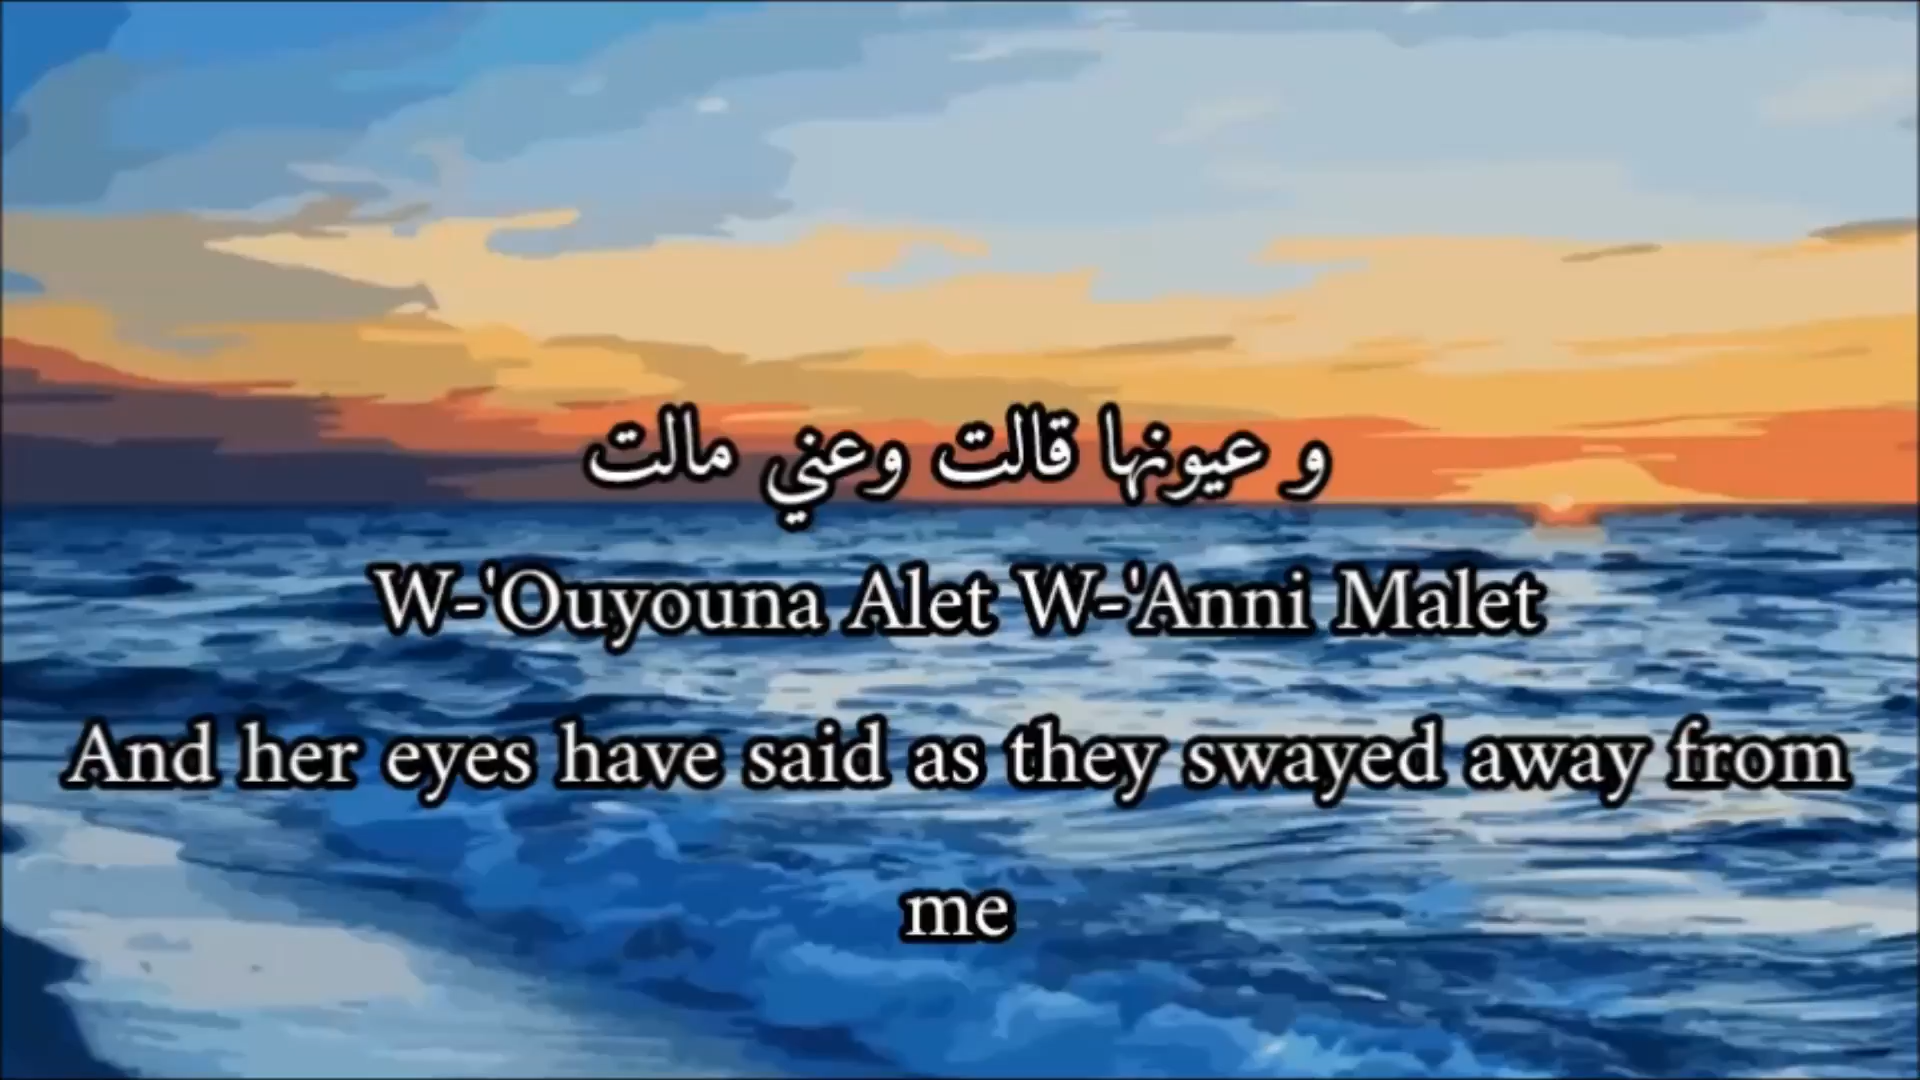 و عيونها قالت وعني مالت
W-'Ouyouna Alet W-'Anni Malet
And her eyes have said as they swayed away from
me